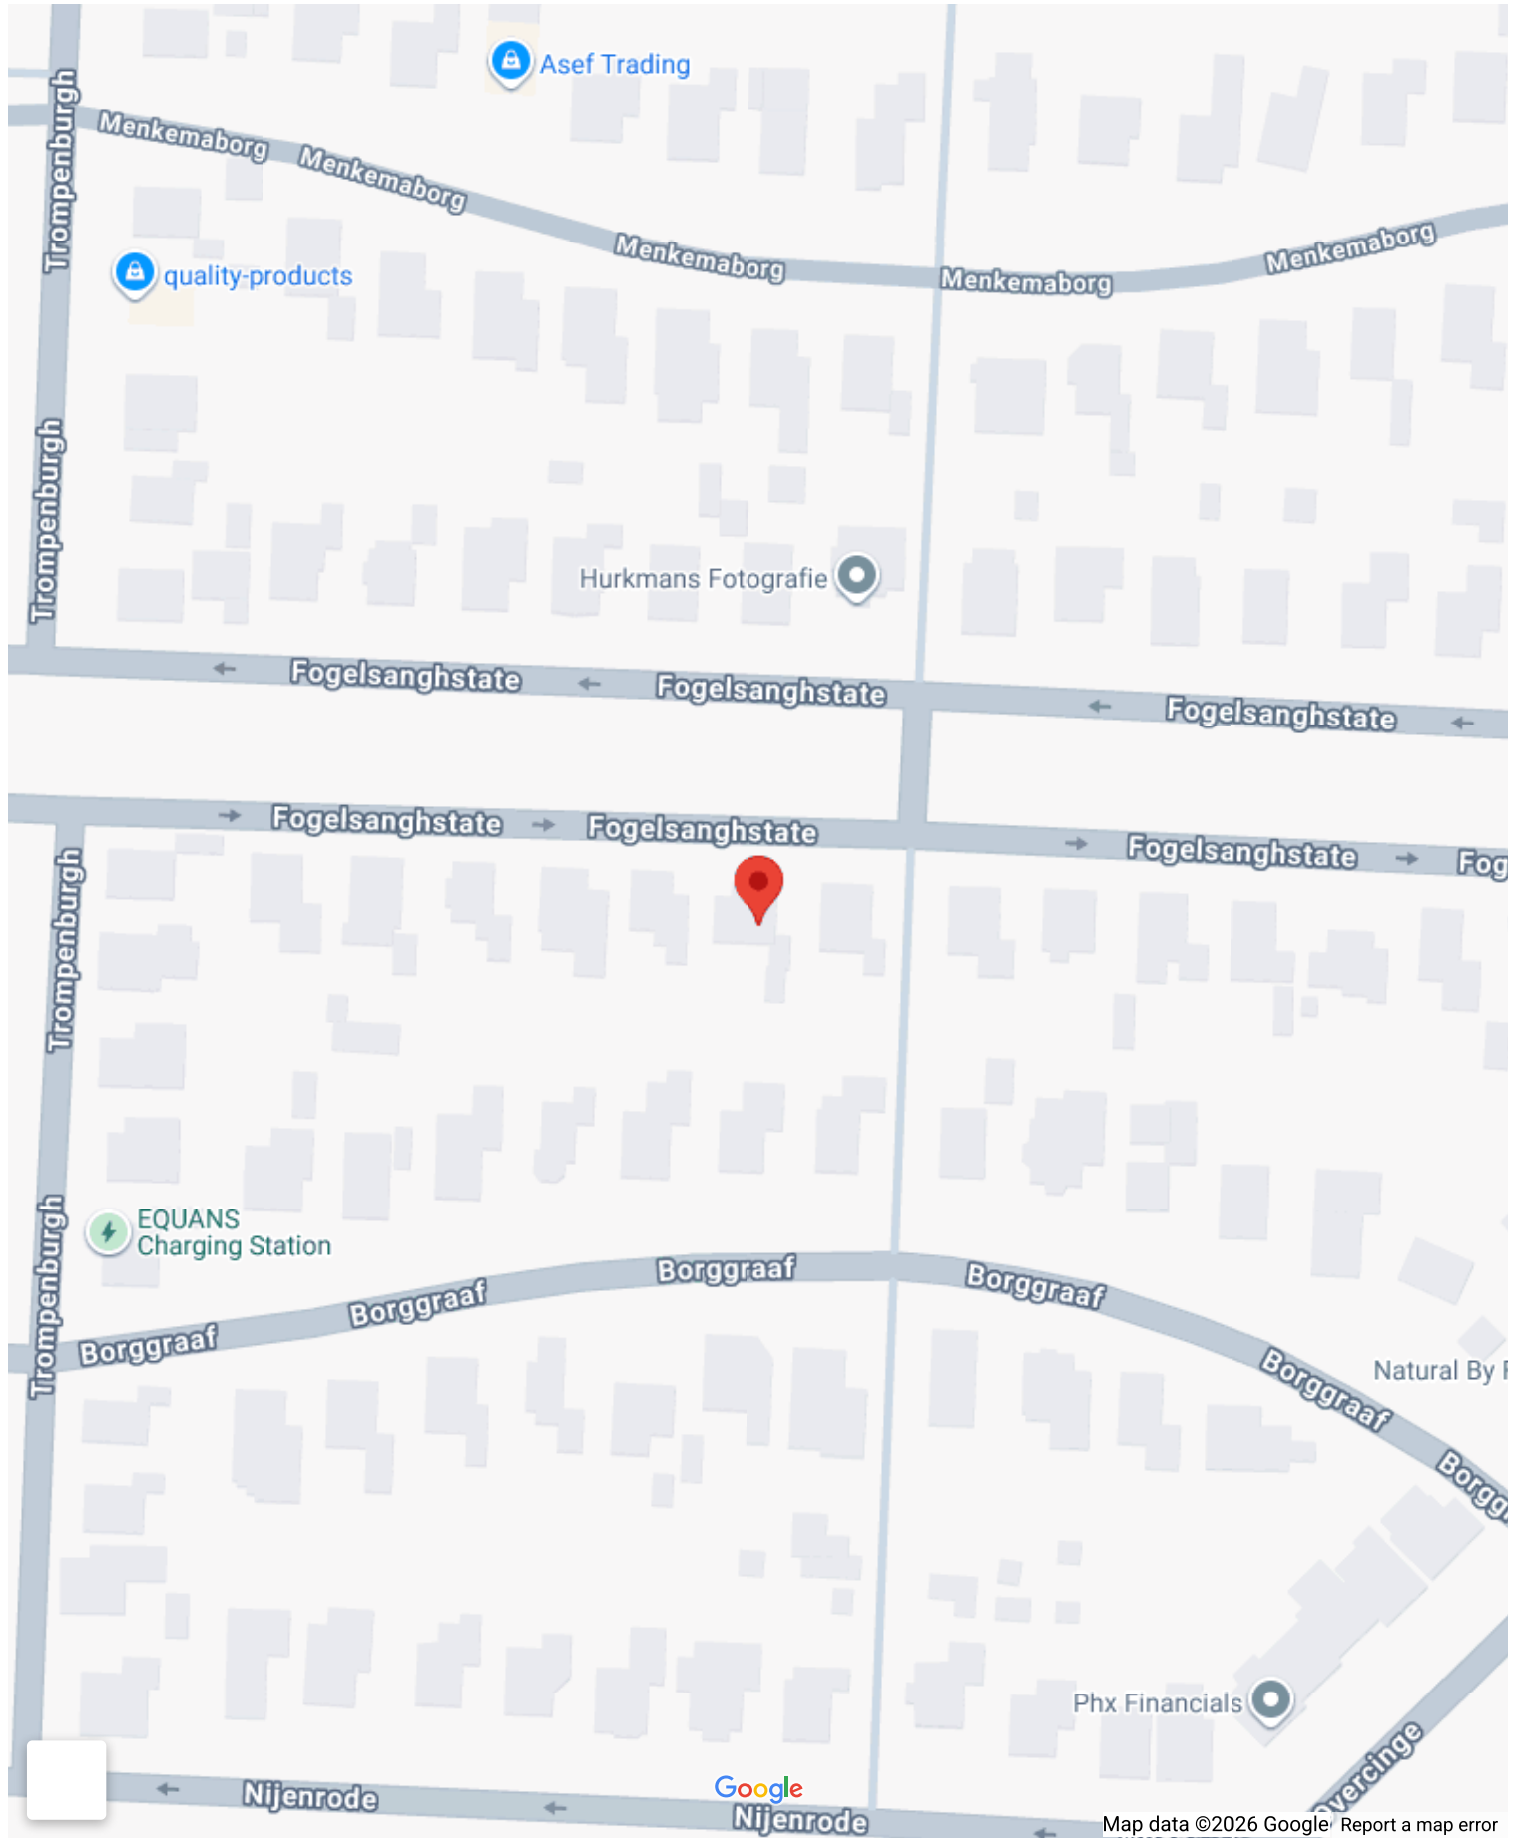 Asef Trading
Menkemaborg
Menkemaborg
Trompenburgh
Menkemaborg
Menkemaborg
Menkemaborg
quality-products
Trompenburgh
Hurkmans Fotografie
Fogelsanghstate
Fogelsanghstate
Fogelsanghstate
Fogelsanghstate
Fogelsanghstate
Fogelsanghstate
Fog
Trompenburgh
EQUANS
Charging Station
Trompenburgh
Borggraaf
Borggraaf
Borggraaf
Borggraaf
Borggraaf
Natural By
Phx Financials
Overcinge
Nijenrode
Google
Nijenrode
Map data ©2026 Google
Report a map error